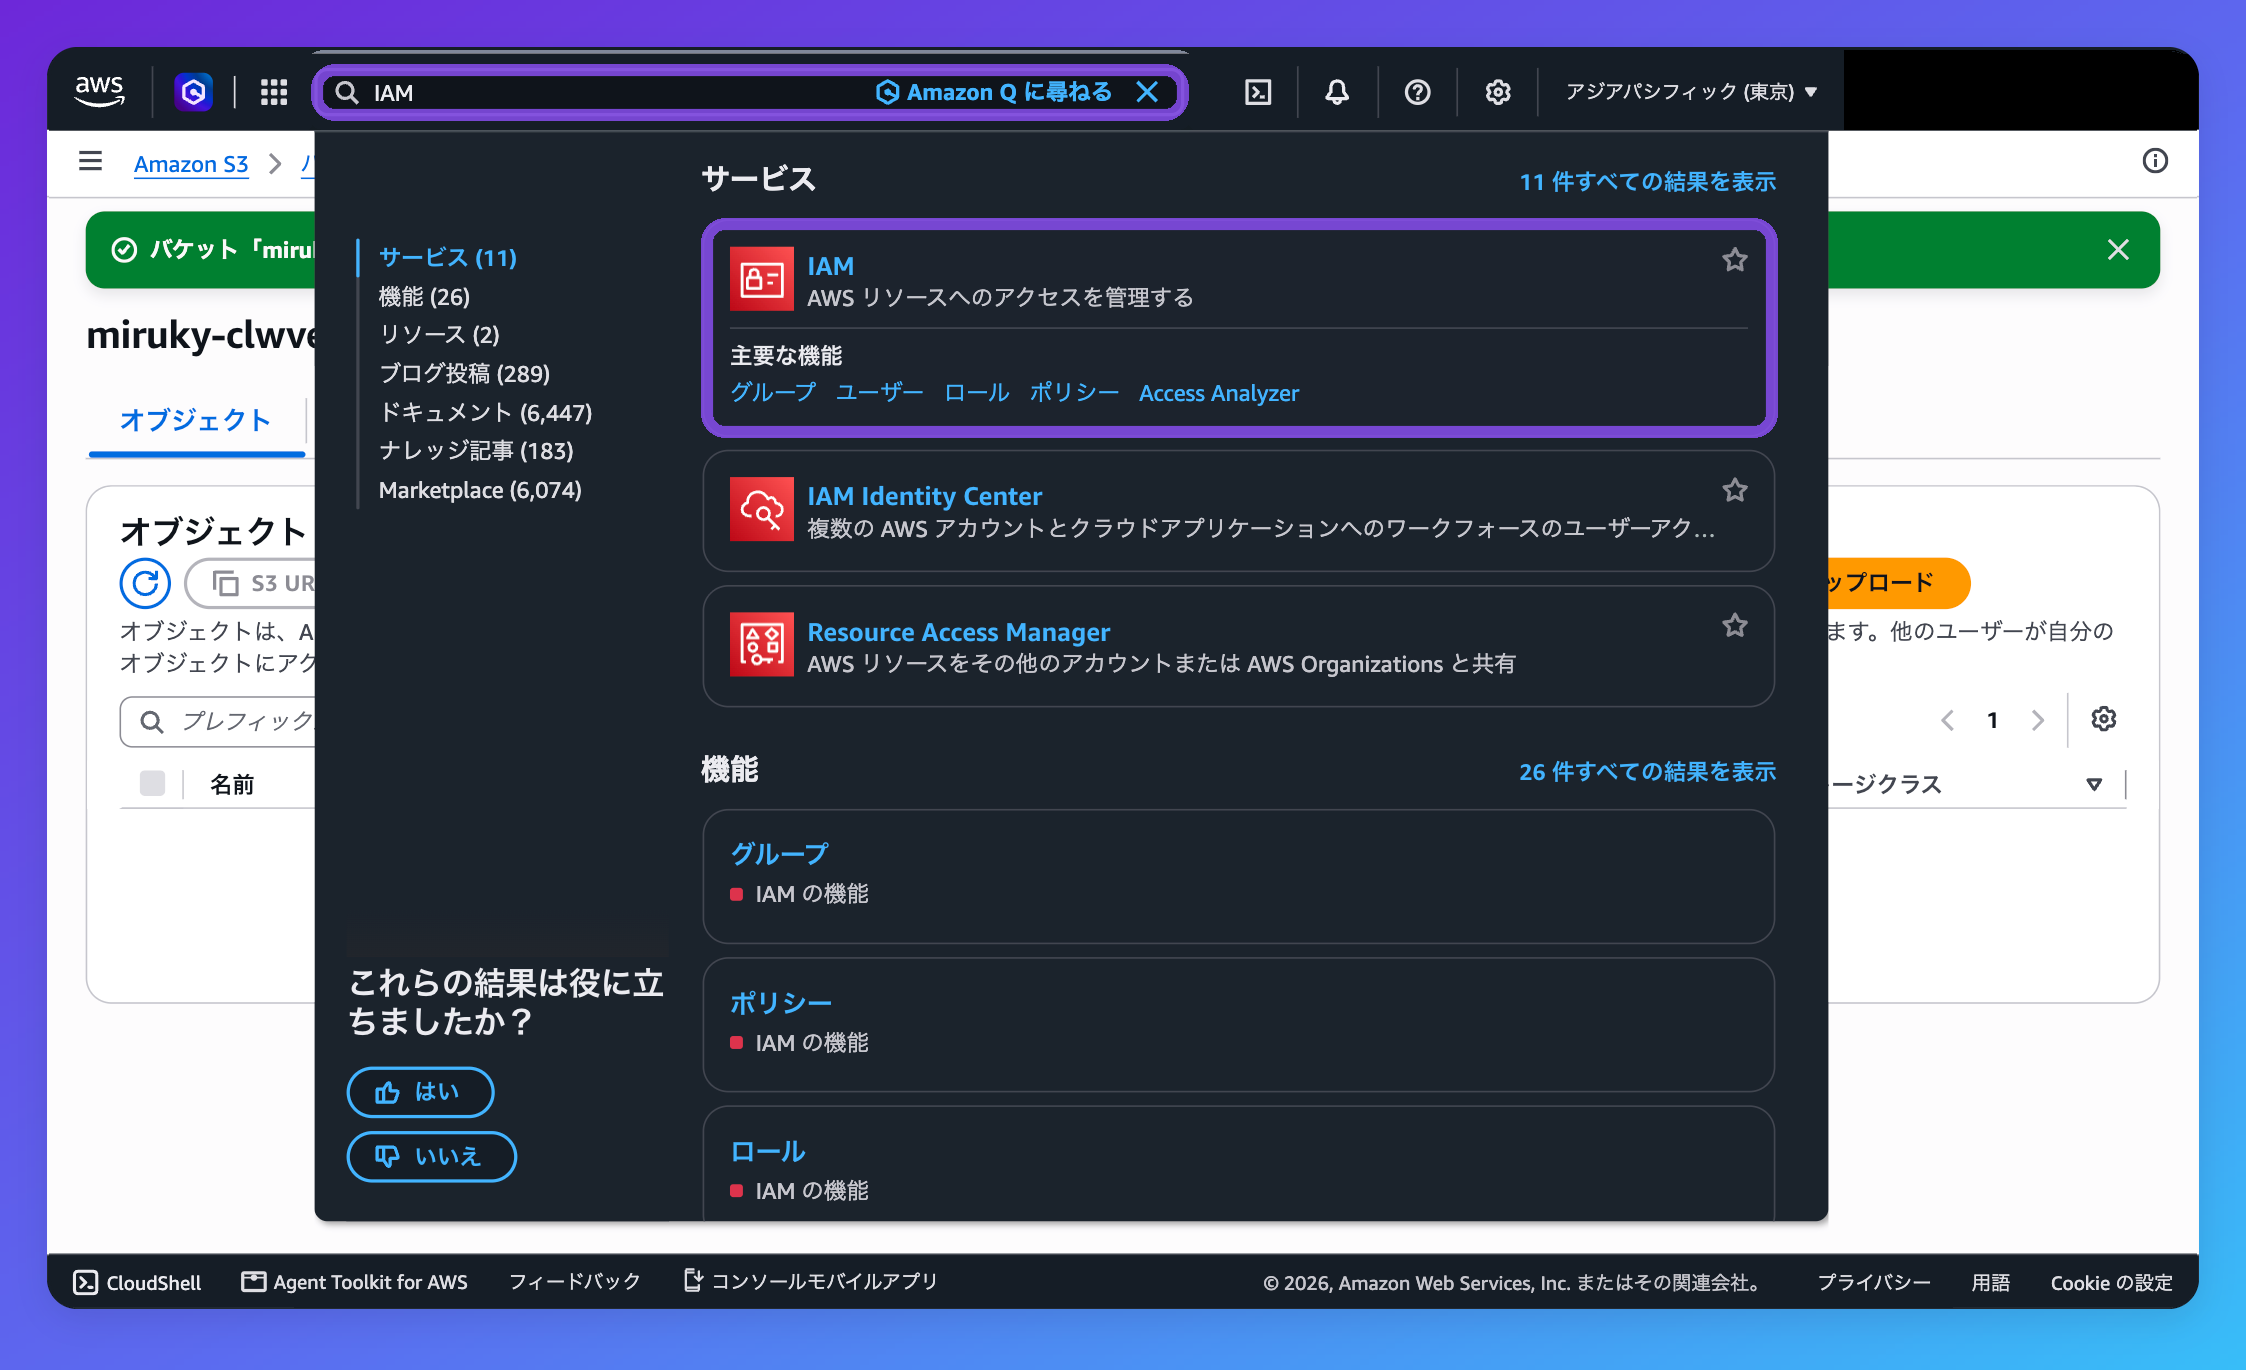 aws
IAM
Amazon Q に尋ねる
アジアパシフィック (東京) ▼
Amazon S3
バケット「miru
miruky-clwve
オブジェクト
オブジェクト
S3 UR
オブジェクトは、A
オブジェクトにアク
プレフィック
名前
サービス (11)
機能 (26)
リソース (2)
ブログ投稿 (289)
ドキュメント (6,447)
ナレッジ記事 (183)
Marketplace (6,074)
これらの結果は役に立
ちましたか？
はい
いいえ
サービス
11 件すべての結果を表示
IAM
AWS リソースへのアクセスを管理する
主要な機能
グループ ユーザー ロール ポリシー Access Analyzer
IAM Identity Center
複数の AWS アカウントとクラウドアプリケーションへのワークフォースのユーザーアク...
Resource Access Manager
AWS リソースをその他のアカウントまたは AWS Organizations と共有
機能
26 件すべての結果を表示
グループ
IAM の機能
ポリシー
IAM の機能
ロール
IAM の機能
ップロード
ます。他のユーザーが自分の
1
ージクラス
CloudShell
Agent Toolkit for AWS
フィードバック
コンソールモバイルアプリ
© 2026, Amazon Web Services, Inc. またはその関連会社。
プライバシー
用語
Cookie の設定